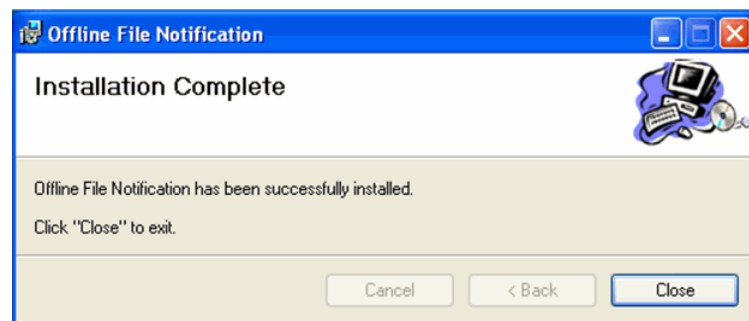 Offline File Notification
Installation Complete
Offline File Notification has been successfully installed.
Click "Close" to exit.
Cancel
< Back
Close